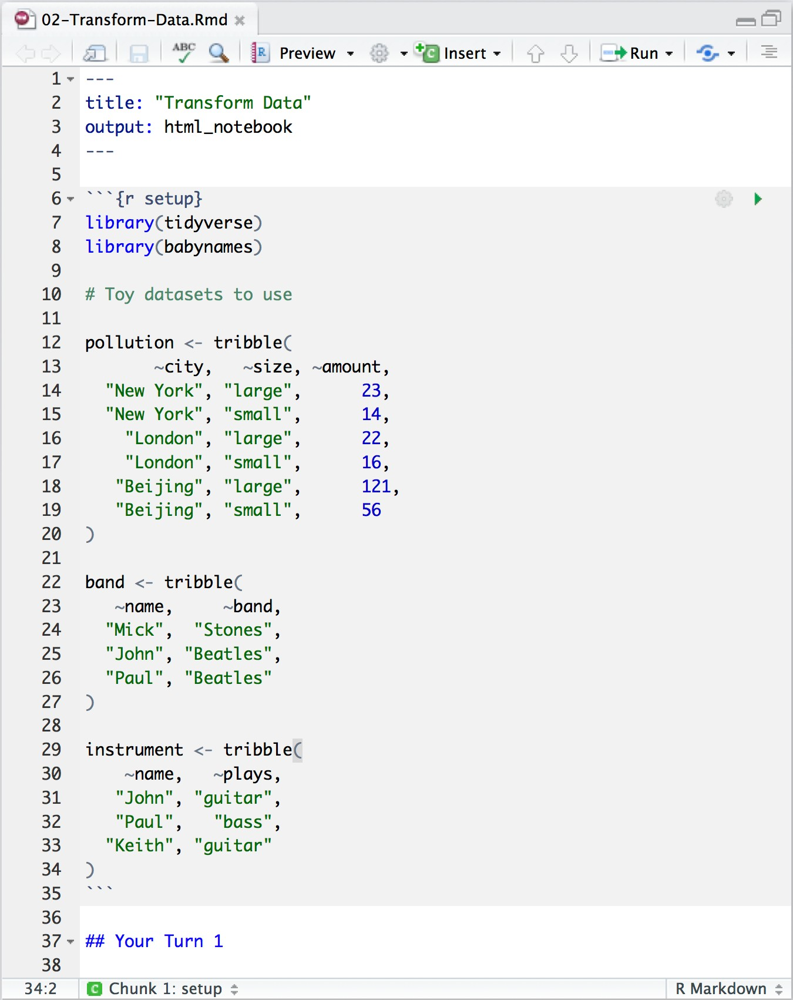 02-Transform-Data.Rmd
ABC Preview Insert Run
1 ---
2 title: "Transform Data"
3 output: html_notebook
4 ---
5
6 ```{r setup}
7 library(tidyverse)
8 library(babynames)
9
10 # Toy datasets to use
11
12 pollution <- tribble(
13        ~city,   ~size, ~amount,
14   "New York", "large",      23,
15   "New York", "small",      14,
16     "London", "large",      22,
17     "London", "small",      16,
18    "Beijing", "large",      121,
19    "Beijing", "small",      56
20 )
21
22 band <- tribble(
23    ~name,     ~band,
24   "Mick",  "Stones",
25   "John", "Beatles",
26   "Paul", "Beatles"
27 )
28
29 instrument <- tribble(
30     ~name,   ~plays,
31    "John", "guitar",
32    "Paul",   "bass",
33   "Keith", "guitar"
34 )
35 ```
36
37 ## Your Turn 1
38
34:2 C Chunk 1: setup R Markdown